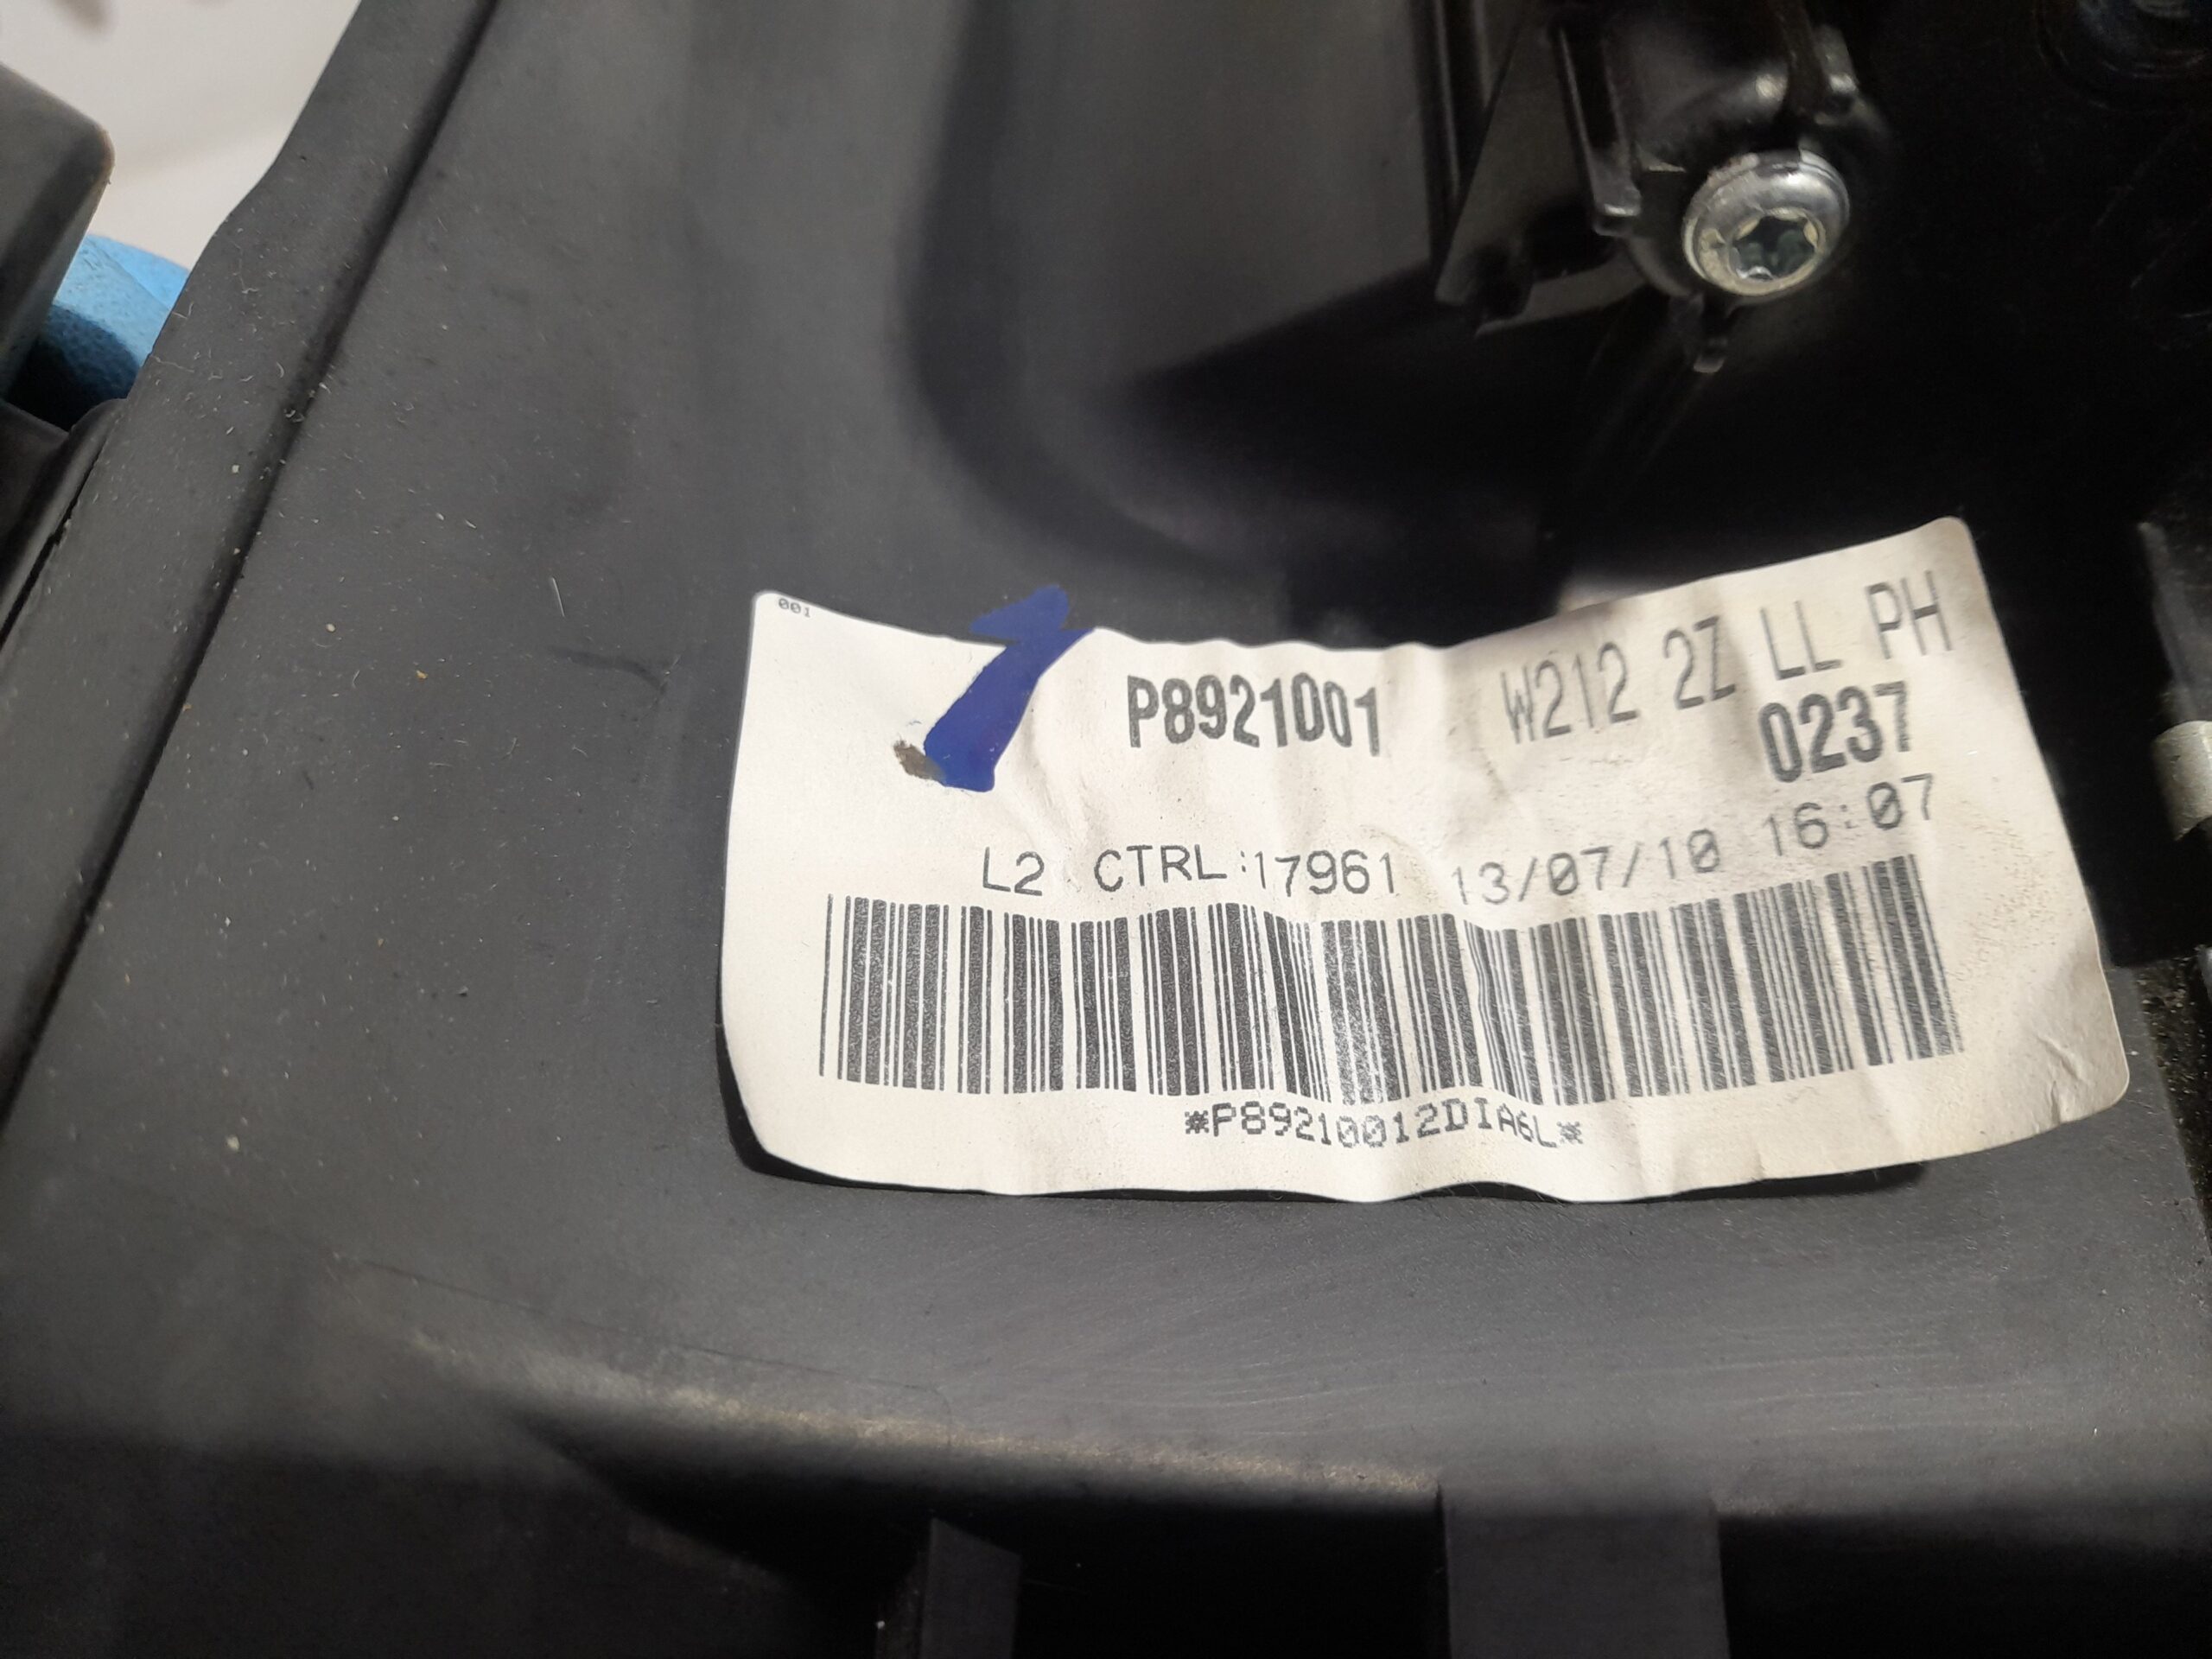 001
P8921001 W212 2Z LL PH
0237
L2 CTRL:17961 13/07/10 16:07
*P89210012DIA6L*